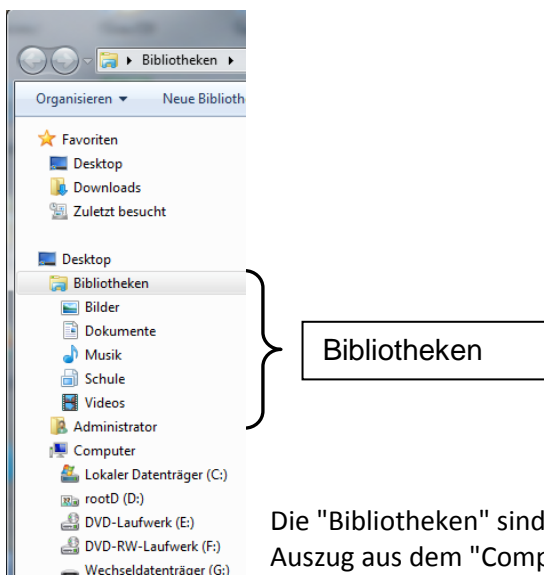 Bibliotheken
Organisieren Neue Biblioth
Favoriten
Desktop
Downloads
Zuletzt besucht
Desktop
Bibliotheken
Bilder
Dokumente
Musik
Schule
Videos
Administrator
Computer
Lokaler Datenträger (C:)
rootD (D:)
DVD-Laufwerk (E:)
DVD-RW-Laufwerk (F:)
Wechseldatenträger (G:)
Bibliotheken
Die "Bibliotheken" sind
Auszug aus dem "Comp